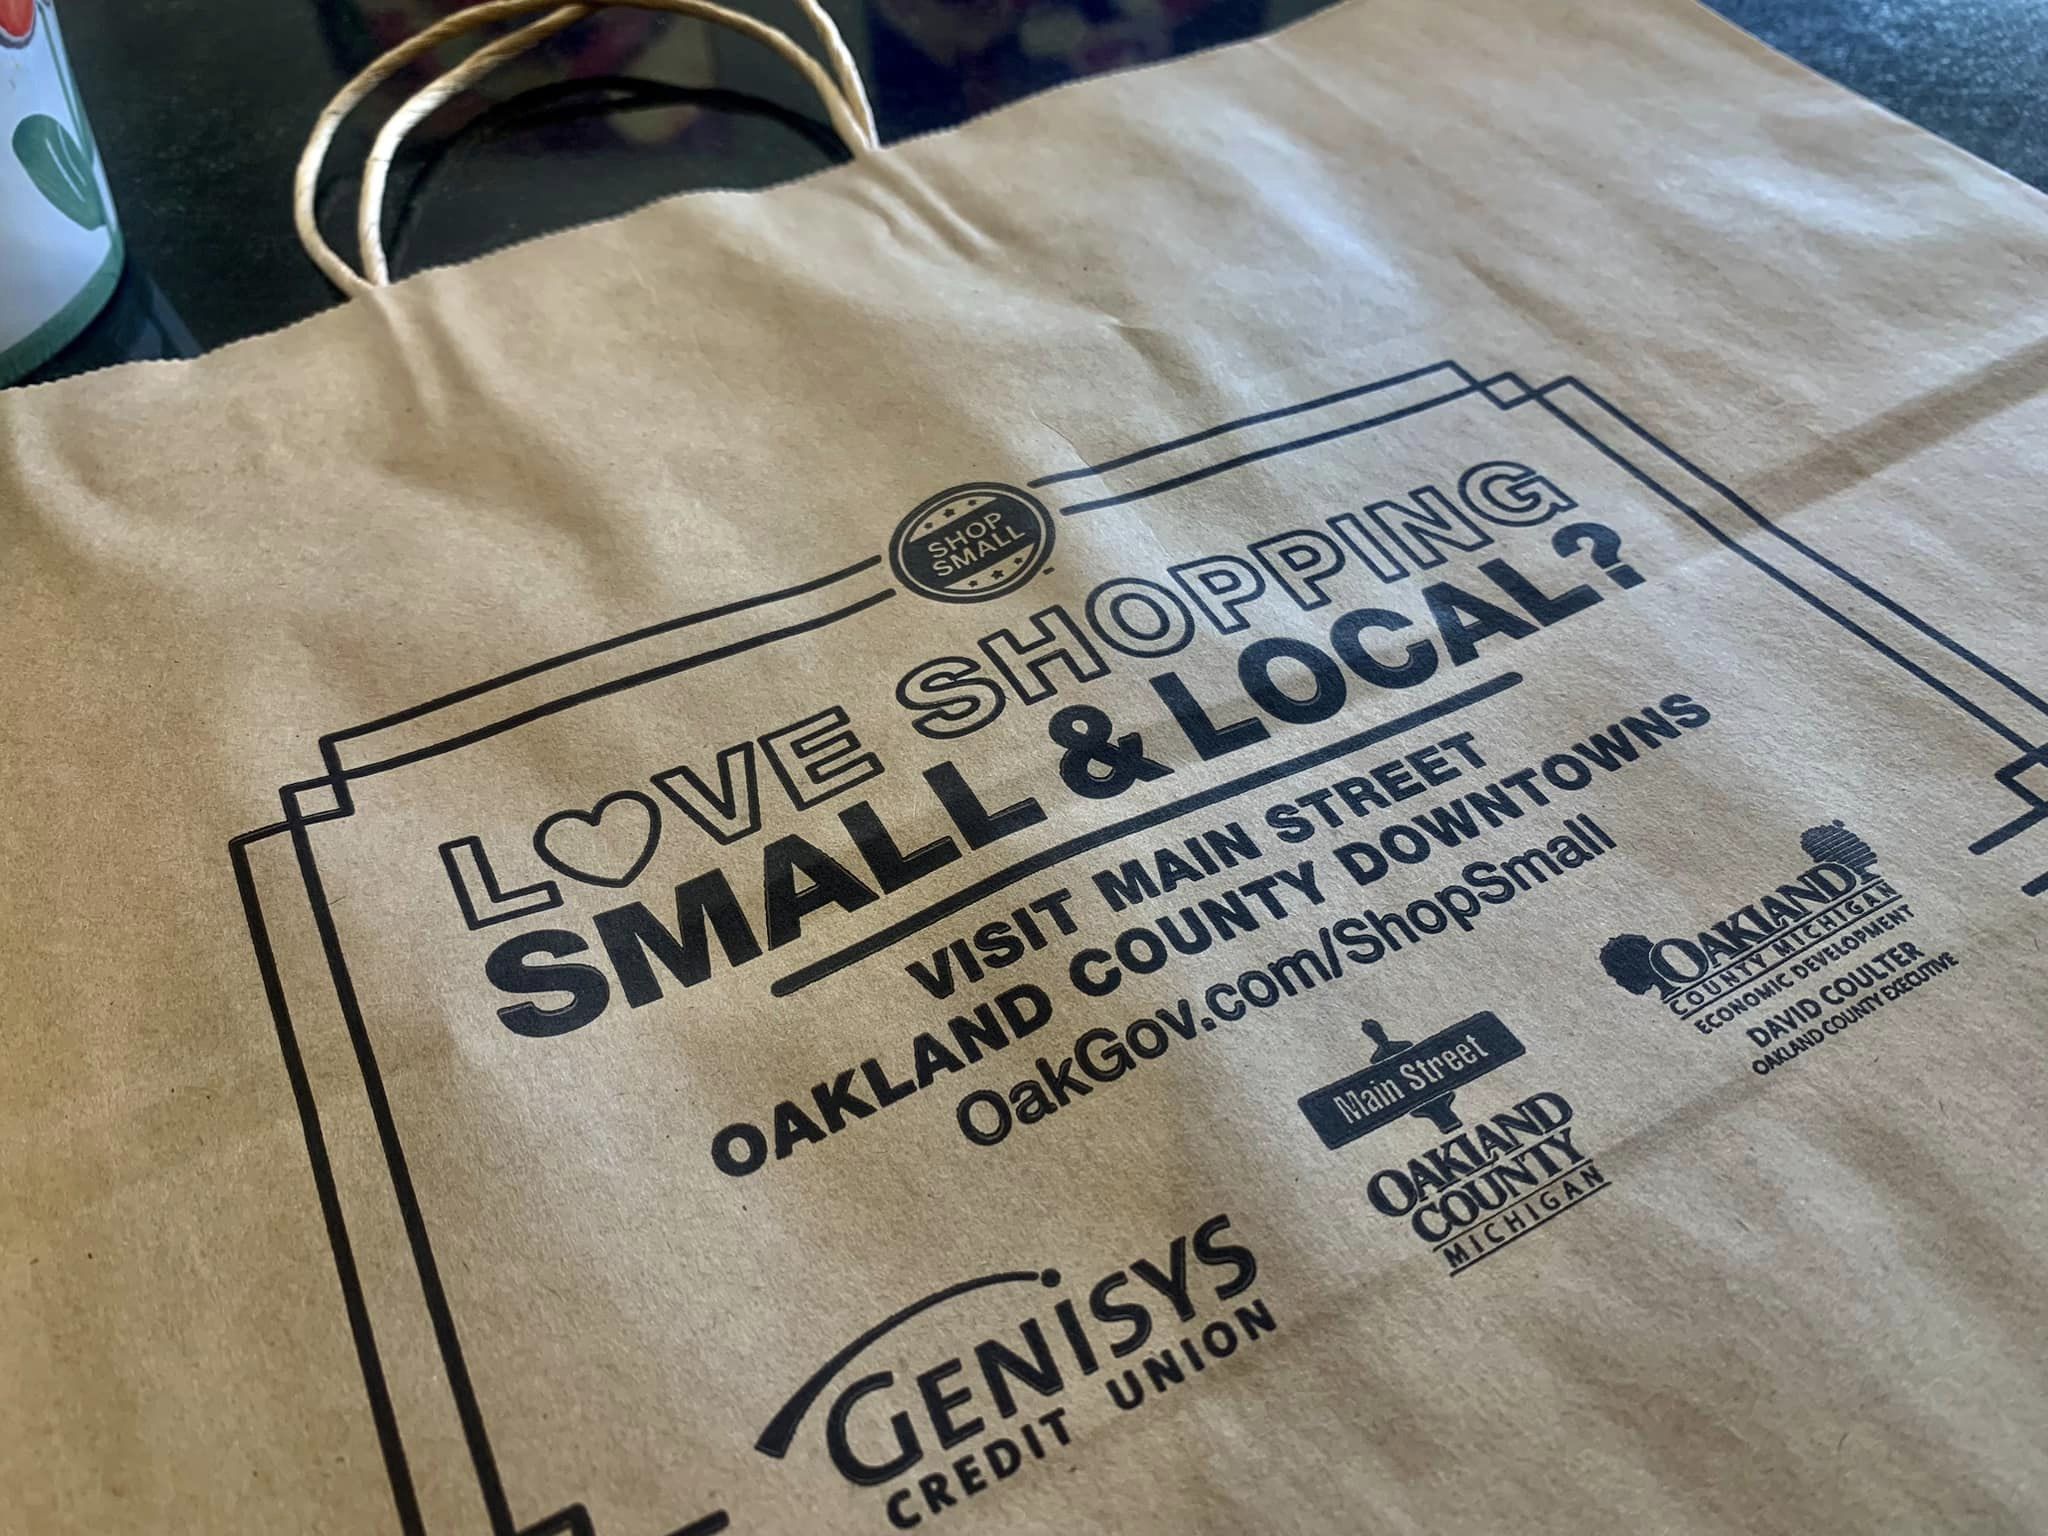 SHOP
SMALL
LOVE SHOPPING
SMALL & LOCAL?
VISIT MAIN STREET
OAKLAND COUNTY DOWNTOWNS
OakGov.com/ShopSmall
GENISYS
CREDIT UNION
Main Street
OAKLAND
COUNTY
MICHIGAN
OAKLAND
COUNTY MICHIGAN
ECONOMIC DEVELOPMENT
DAVID COULTER
OAKLAND COUNTY EXECUTIVE